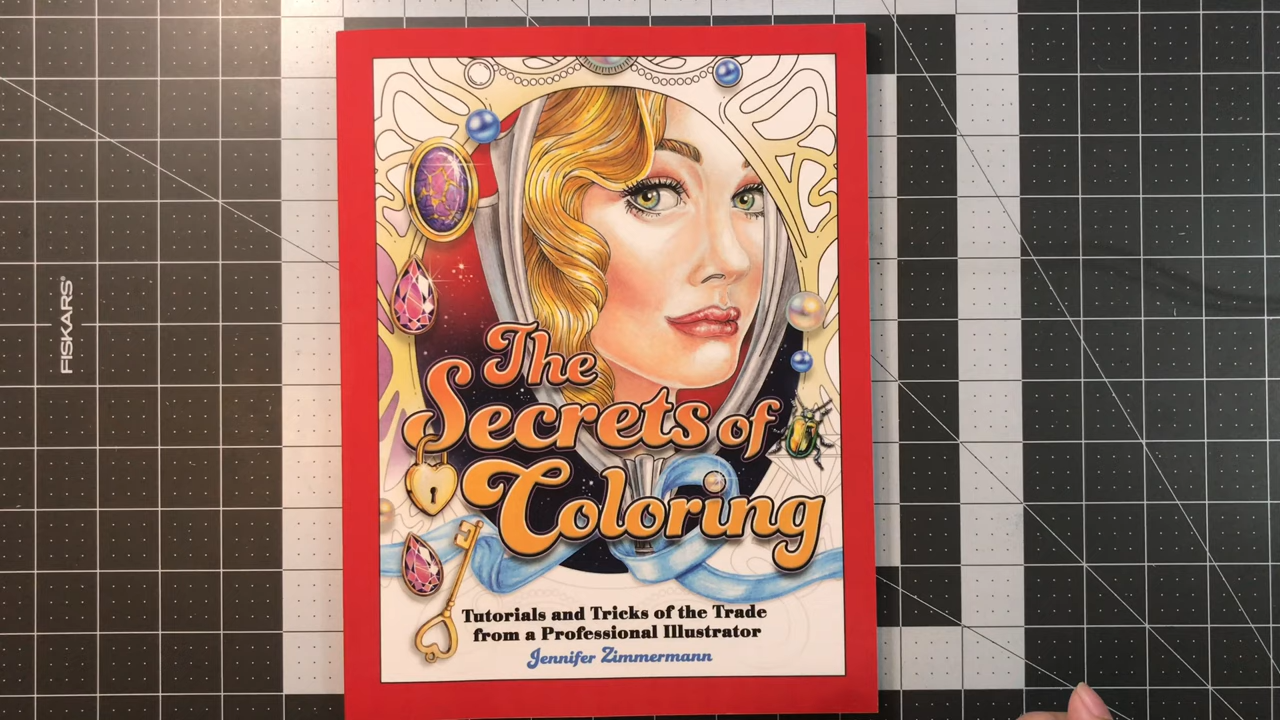 FISKARS®
The
Secrets of
Coloring
Tutorials and Tricks of the Trade
from a Professional Illustrator
Jennifer Zimmermann